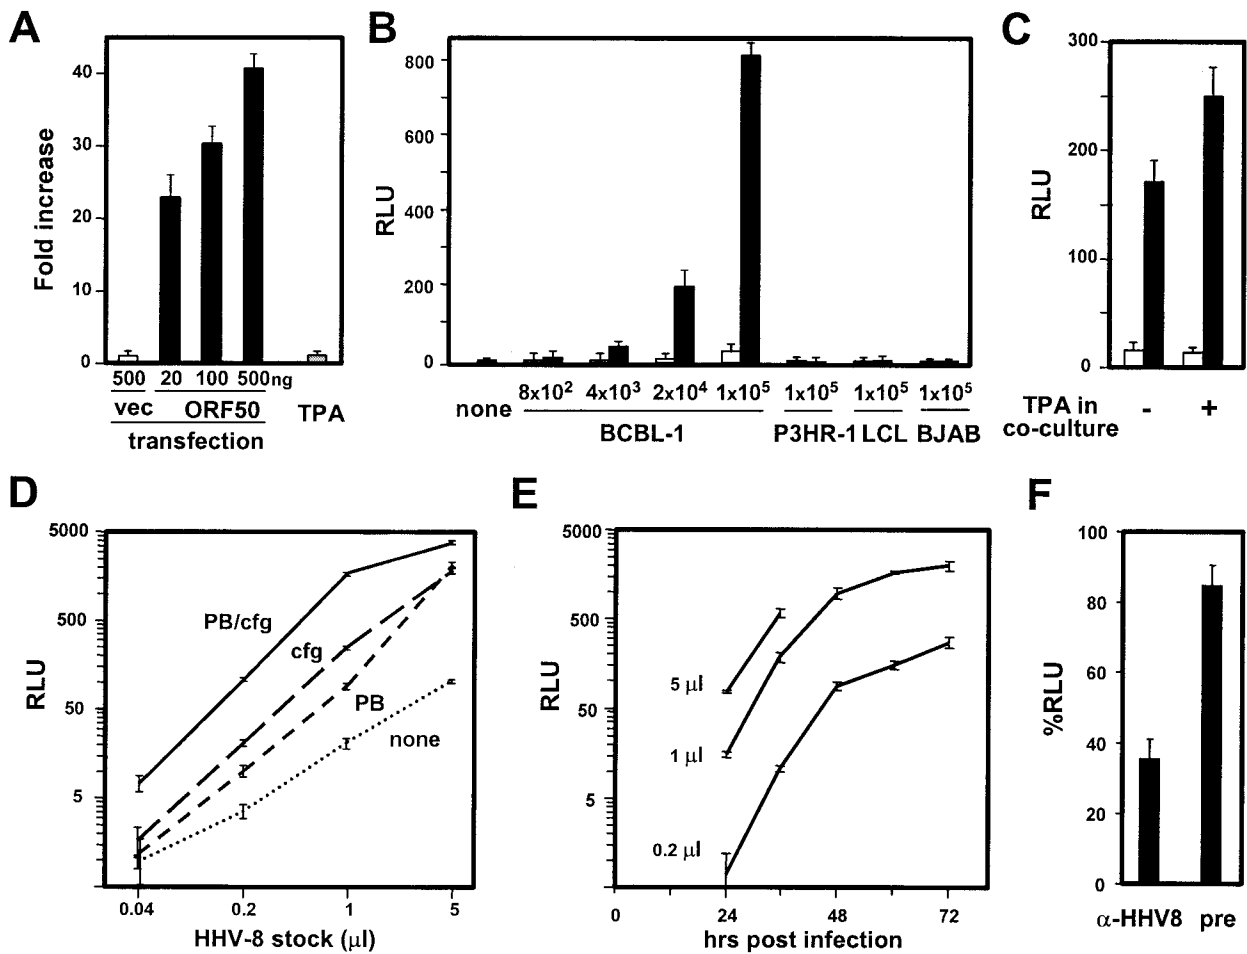 A
Fold increase
40
30
20
10
0
500 20 100 500ng
vec ORF50 TPA
transfection
B
RLU
800
600
400
200
0
8x10² 4x10³ 2x10⁴ 1x10⁵ 1x10⁵ 1x10⁵ 1x10⁵
none BCBL-1 P3HR-1 LCL BJAB
C
RLU
300
200
100
0
TPA in co-culture - +
D
RLU
5000
500
50
5
PB/cfg
cfg
PB
none
0.04 0.2 1 5
HHV-8 stock (µl)
E
RLU
5000
500
50
5
5 µl
1 µl
0.2 µl
0 24 48 72
hrs post infection
F
%RLU
100
80
60
40
20
0
α-HHV8 pre